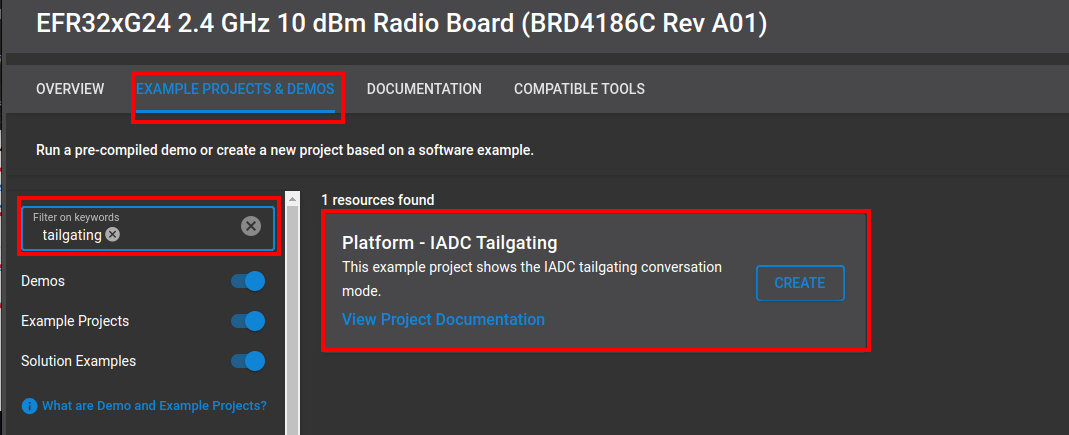 EFR32xG24 2.4 GHz 10 dBm Radio Board (BRD4186C Rev A01)
OVERVIEW EXAMPLE PROJECTS & DEMOS DOCUMENTATION COMPATIBLE TOOLS
Run a pre-compiled demo or create a new project based on a software example.
Filter on keywords
tailgating
Demos
Example Projects
Solution Examples
What are Demo and Example Projects?
1 resources found
Platform - IADC Tailgating
This example project shows the IADC tailgating conversation
mode.
View Project Documentation
CREATE